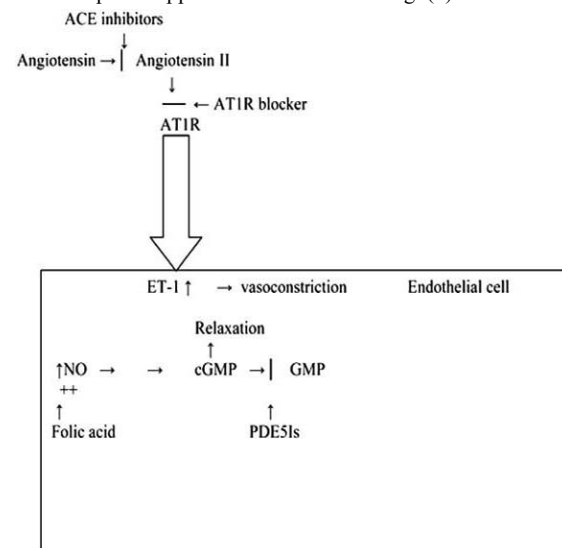 ACE inhibitors
↓
Angiotensin → | Angiotensin II
↓
— ← AT1R blocker
AT1R
ET-1 ↑ → vasoconstriction Endothelial cell
Relaxation
↑
↑NO → → cGMP → | GMP
++
↑ ↑
Folic acid PDE5Is